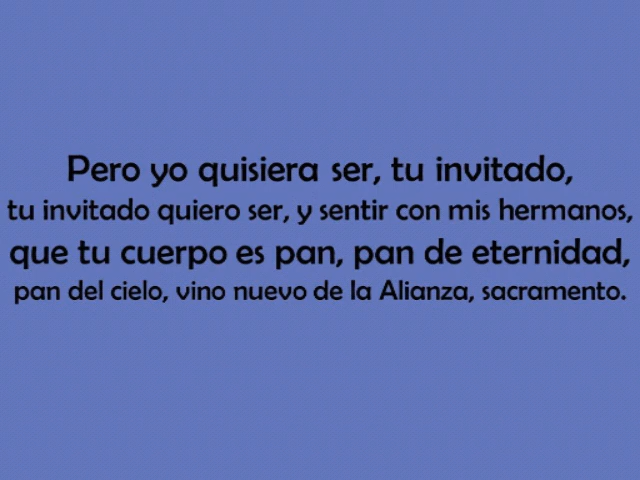 Pero yo quisiera ser, tu invitado,
tu invitado quiero ser, y sentir con mis hermanos,
que tu cuerpo es pan, pan de eternidad,
pan del cielo, vino nuevo de la Alianza, sacramento.